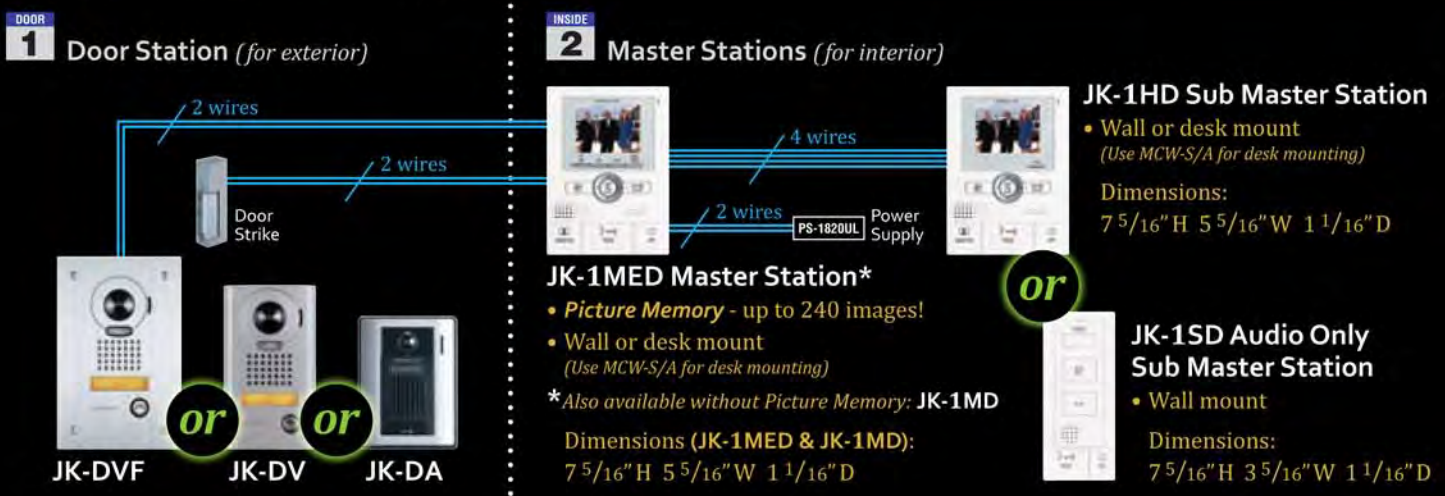 DOOR
1
Door Station (for exterior)
2 wires
2 wires
Door
Strike
or
or
JK-DVF
JK-DV
JK-DA
INSIDE
2
Master Stations (for interior)
4 wires
2 wires
PS-1820UL
Power
Supply
JK-1MED Master Station*
• Picture Memory - up to 240 images!
• Wall or desk mount
(Use MCW-S/A for desk mounting)
*Also available without Picture Memory: JK-1MD
Dimensions (JK-1MED & JK-1MD):
7 5/16"H 5 5/16"W 1 1/16"D
JK-1HD Sub Master Station
• Wall or desk mount
(Use MCW-S/A for desk mounting)
Dimensions:
7 5/16"H 5 5/16"W 1 1/16"D
or
JK-1SD Audio Only
Sub Master Station
• Wall mount
Dimensions:
7 5/16"H 3 5/16"W 1 1/16"D